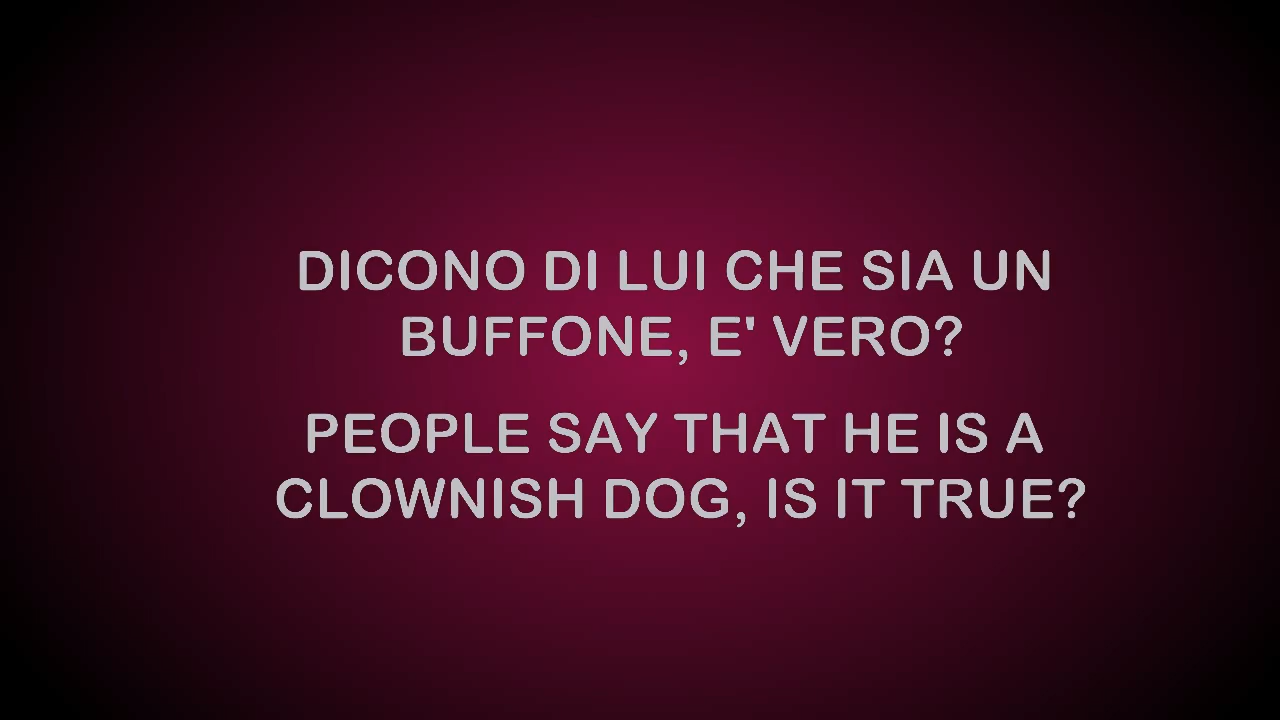 DICONO DI LUI CHE SIA UN
BUFFONE, E' VERO?
PEOPLE SAY THAT HE IS A
CLOWNISH DOG, IS IT TRUE?